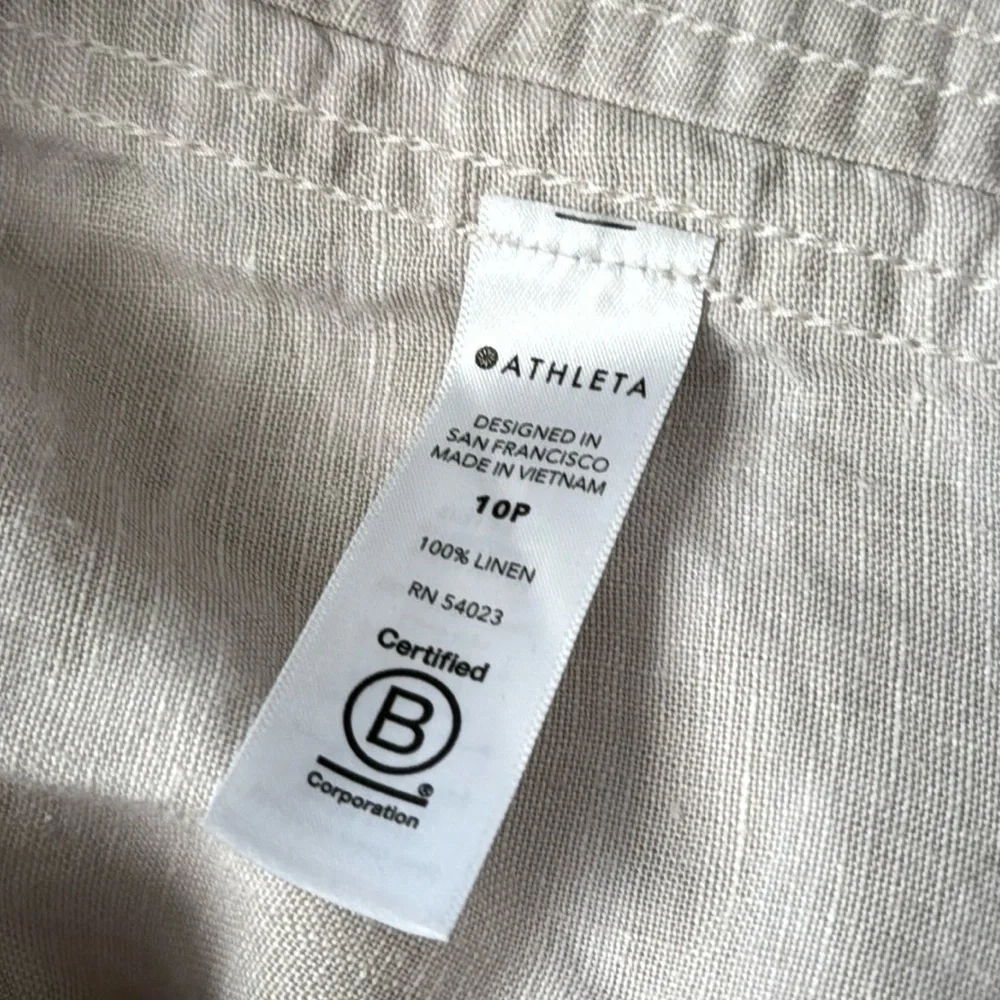 ATHLETA
DESIGNED IN
SAN FRANCISCO
MADE IN VIETNAM
10P
100% LINEN
RN 54023
Certified
B
®
Corporation